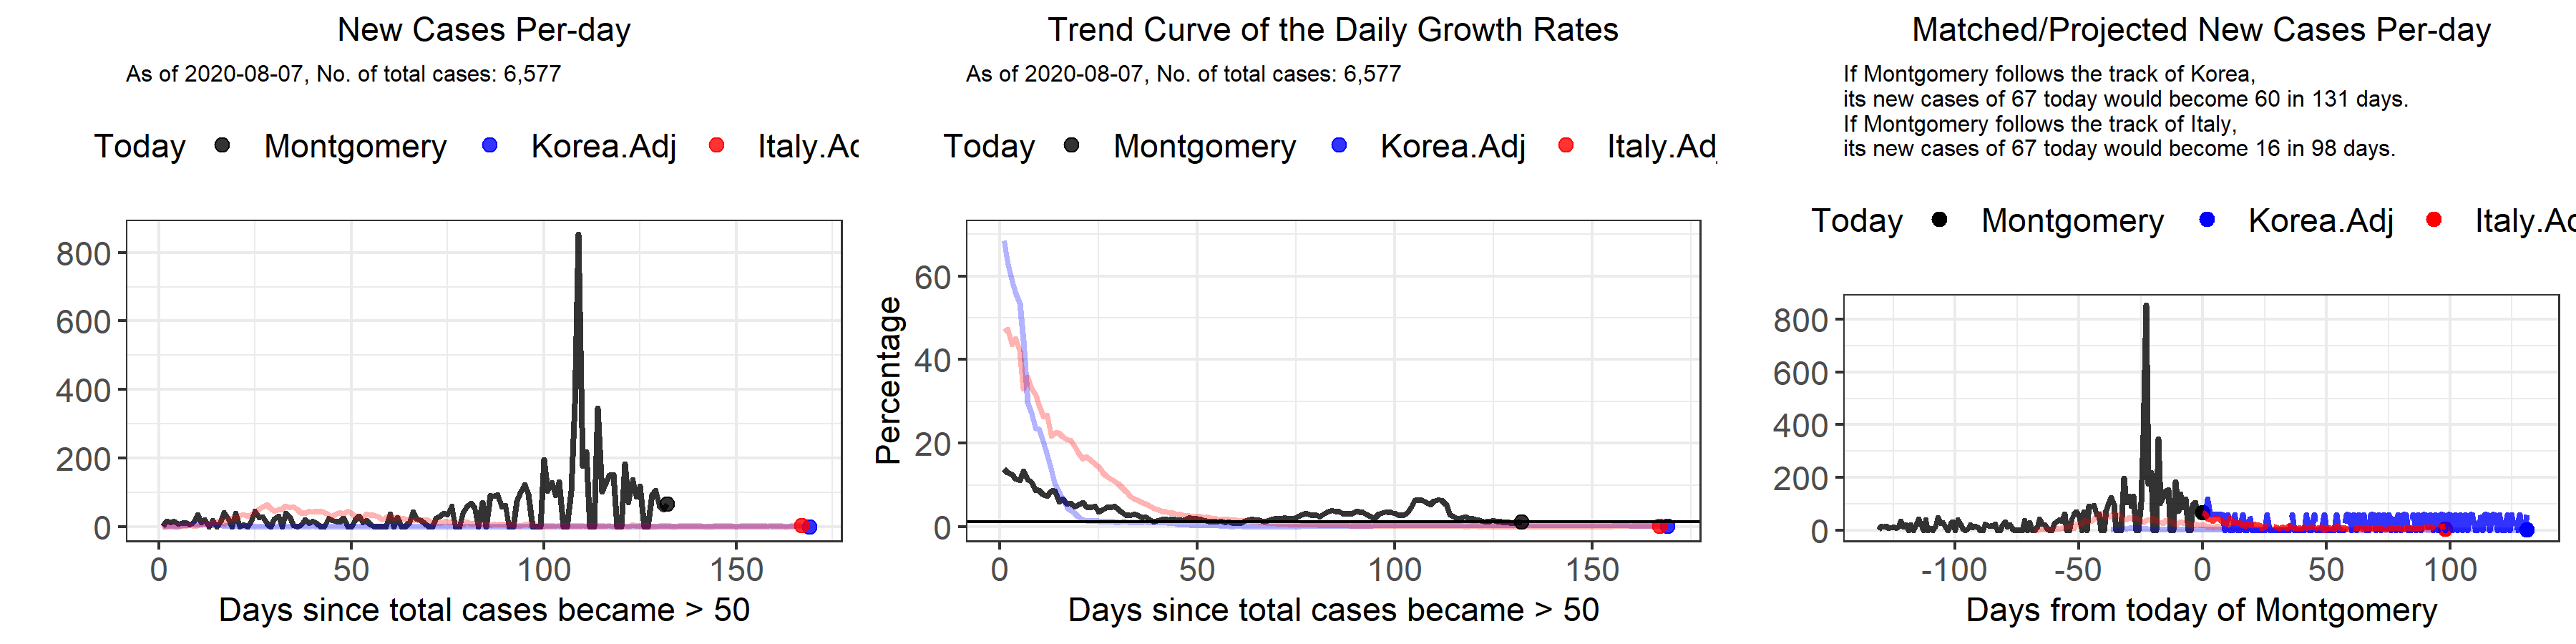 New Cases Per-day
As of 2020-08-07, No. of total cases: 6,577
Today Montgomery Korea.Adj Italy.Ac
800
600
400
200
0
0 50 100 150
Days since total cases became > 50
Trend Curve of the Daily Growth Rates
As of 2020-08-07, No. of total cases: 6,577
Today Montgomery Korea.Adj Italy.Adj
Percentage
60
40
20
0
0 50 100 150
Days since total cases became > 50
Matched/Projected New Cases Per-day
If Montgomery follows the track of Korea,
its new cases of 67 today would become 60 in 131 days.
If Montgomery follows the track of Italy,
its new cases of 67 today would become 16 in 98 days.
Today Montgomery Korea.Adj Italy.Ac
800
600
400
200
0
-100 -50 0 50 100
Days from today of Montgomery